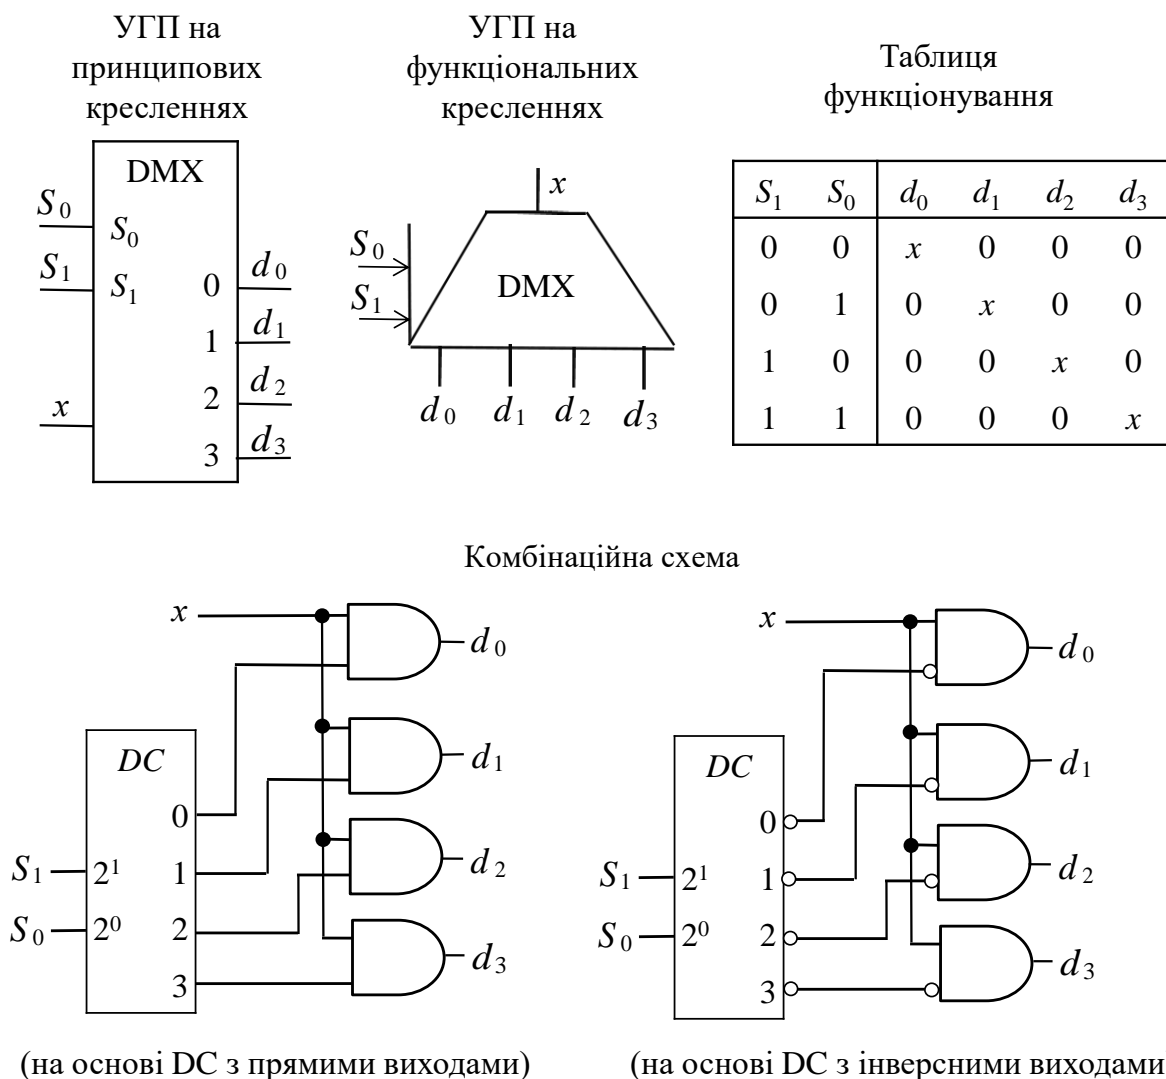 УГП на
принципових
кресленнях
УГП на
функціональних
кресленнях
Таблиця
функціонування
DMX
S0
S0
S1
S1
x
0 d0
1 d1
2 d2
3 d3
x
S0
S1
DMX
d0 d1 d2 d3
S1 S0 d0 d1 d2 d3
0 0 x 0 0 0
0 1 0 x 0 0
1 0 0 0 x 0
1 1 0 0 0 x
Комбінаційна схема
x
d0
d1
d2
d3
DC
0
S1 2¹ 1
S0 2⁰ 2
3
(на основі DC з прямими виходами)
x
d0
d1
d2
d3
DC
0
S1 2¹ 1
S0 2⁰ 2
3
(на основі DC з інверсними виходами